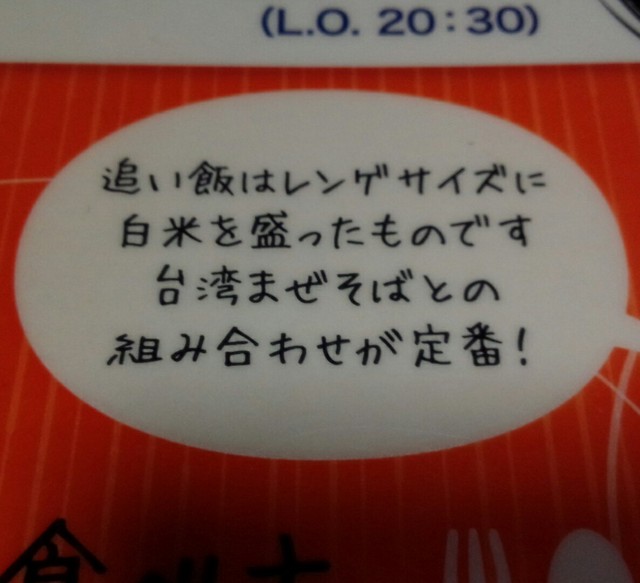 (L.O. 20：30)
追い飯はレンゲサイズに
白米を盛ったものです
台湾まぜそばとの
組み合わせが定番！